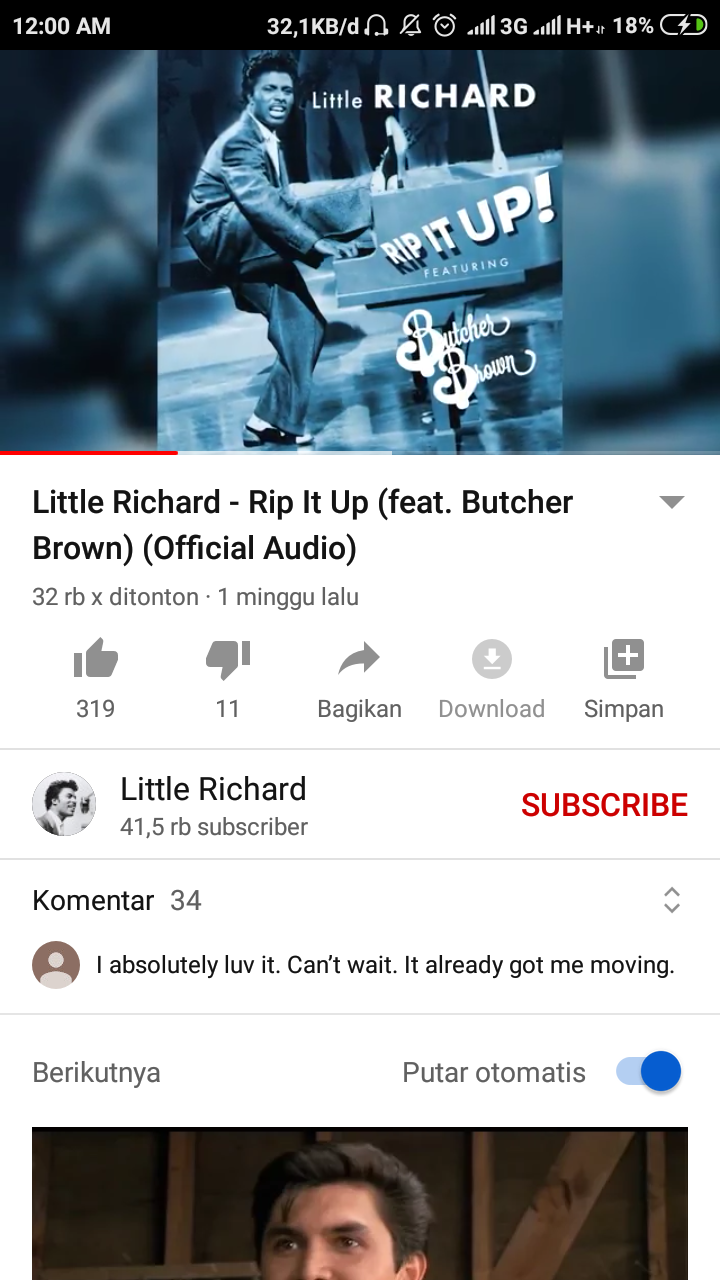 12:00 AM 32,1KB/d 3G H+ 18%
Little RICHARD
RIP IT UP!
FEATURING
Butcher
Brown
Little Richard - Rip It Up (feat. Butcher
Brown) (Official Audio)
32 rb x ditonton · 1 minggu lalu
319 11 Bagikan Download Simpan
Little Richard
41,5 rb subscriber
SUBSCRIBE
Komentar 34
I absolutely luv it. Can’t wait. It already got me moving.
Berikutnya Putar otomatis